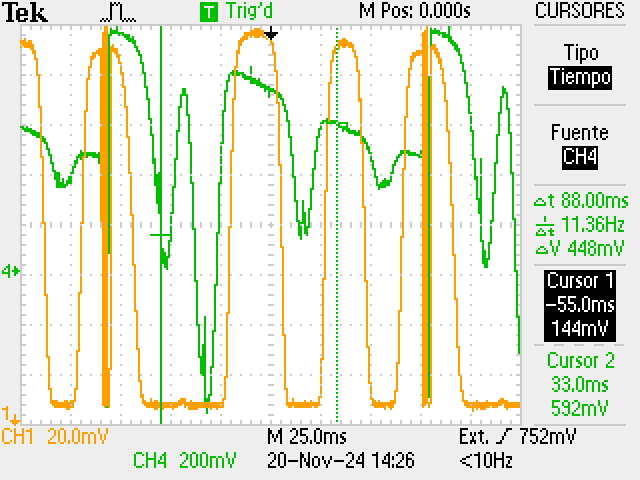 Tek T Trig'd M Pos: 0.000s CURSORES
Tipo
Tiempo
Fuente
CH4
△t 88.00ms
1/△t 11.36Hz
△V 448mV
4
Cursor 1
-55.0ms
144mV
Cursor 2
33.0ms
592mV
1
CH1 20.0mV M 25.0ms Ext. 752mV
CH4 200mV 20-Nov-24 14:26 <10Hz